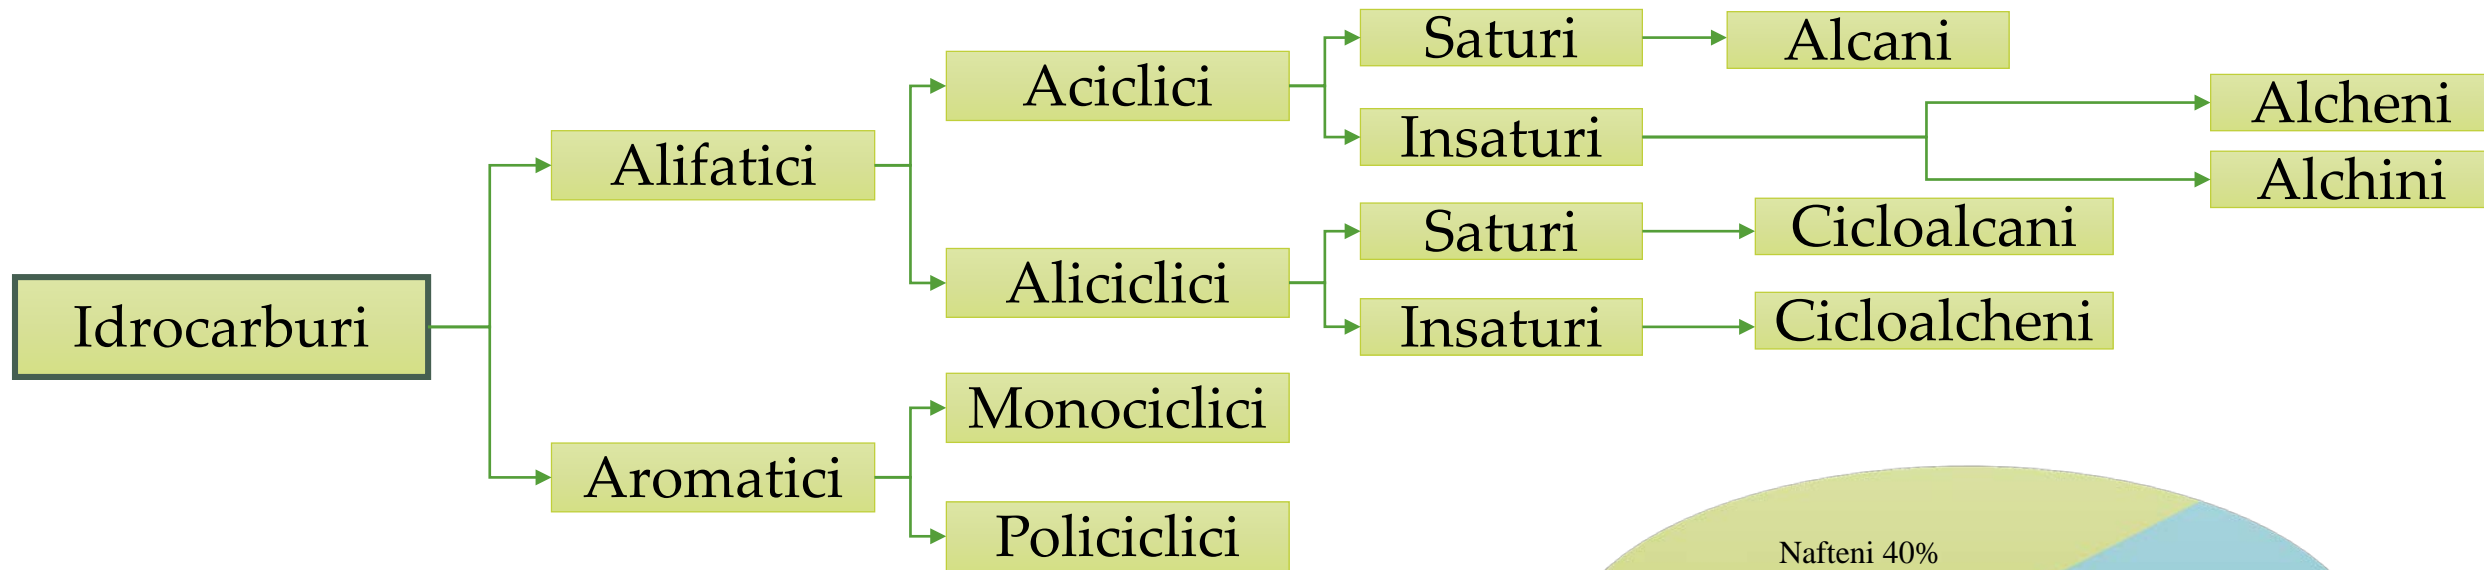 Idrocarburi
Alifatici
Aromatici
Aciclici
Aliciclici
Monociclici
Policiclici
Saturi
Insaturi
Saturi
Insaturi
Alcani
Alcheni
Alchini
Cicloalcani
Cicloalcheni
Nafteni 40%